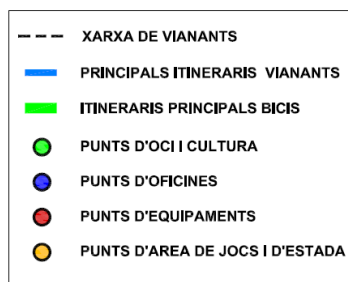 XARXA DE VIANANTS
PRINCIPALS ITINERARIS VIANANTS
ITINERARIS PRINCIPALS BICIS
PUNTS D'OCI I CULTURA
PUNTS D'OFICINES
PUNTS D'EQUIPAMENTS
PUNTS D'AREA DE JOCS I D'ESTADA